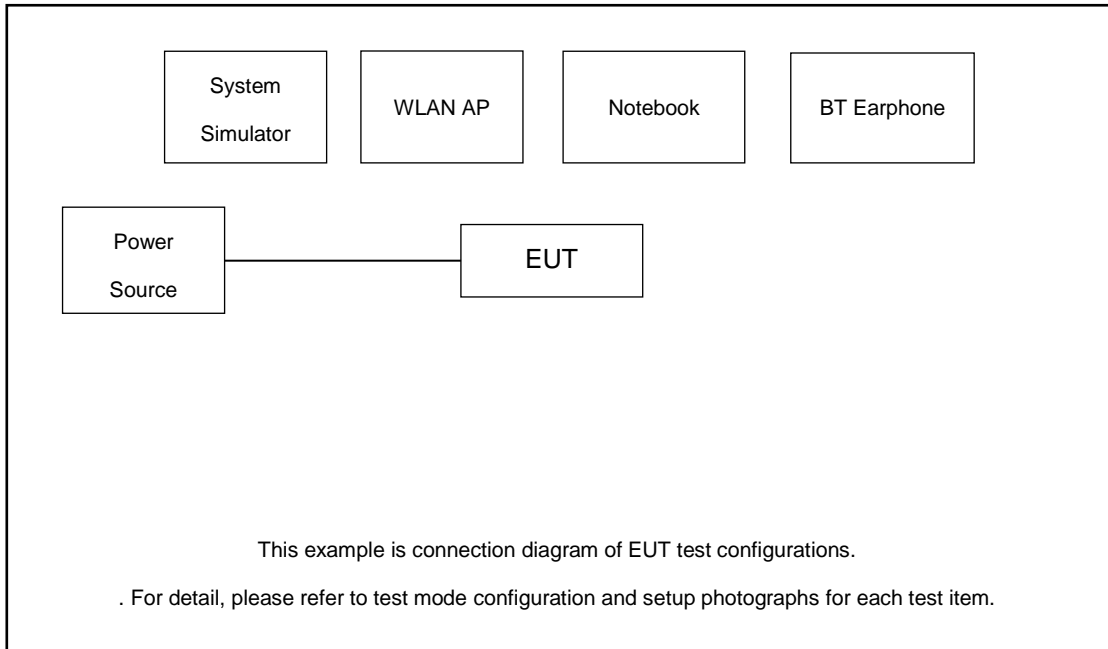 System
Simulator
WLAN AP
Notebook
BT Earphone
Power
Source
EUT
This example is connection diagram of EUT test configurations.
. For detail, please refer to test mode configuration and setup photographs for each test item.